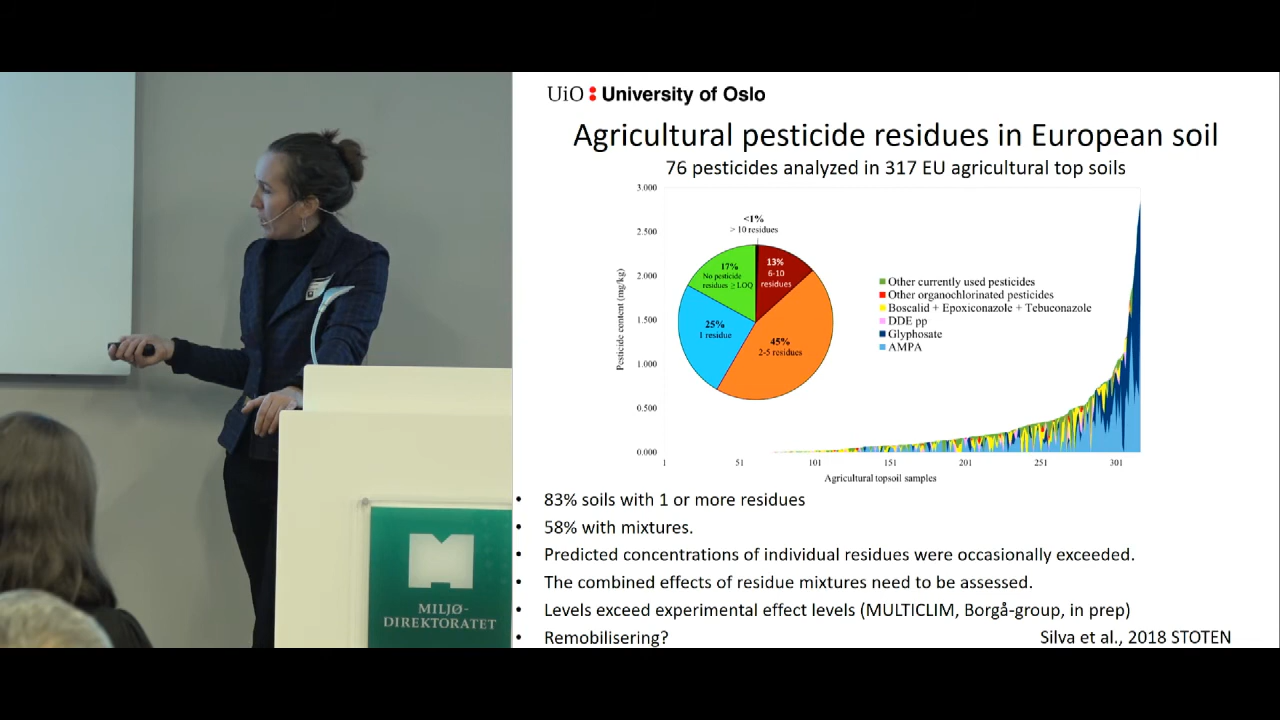 UiO : University of Oslo
Agricultural pesticide residues in European soil
76 pesticides analyzed in 317 EU agricultural top soils
3.000
2.500
2.000
1.500
1.000
0.500
0.000
Pesticide content (mg/kg)
<1%
> 10 residues
13%
6-10
residues
17%
No pesticide
residues ≥ LOQ
25%
1 residue
45%
2-5 residues
Other currently used pesticides
Other organochlorinated pesticides
Boscalid + Epoxiconazole + Tebuconazole
DDE pp
Glyphosate
AMPA
1 51 101 151 201 251 301
Agricultural topsoil samples
• 83% soils with 1 or more residues
• 58% with mixtures.
• Predicted concentrations of individual residues were occasionally exceeded.
• The combined effects of residue mixtures need to be assessed.
• Levels exceed experimental effect levels (MULTICLIM, Borgå-group, in prep)
• Remobilisering?
Silva et al., 2018 STOTEN
MILJØ-
DIREKTORATET